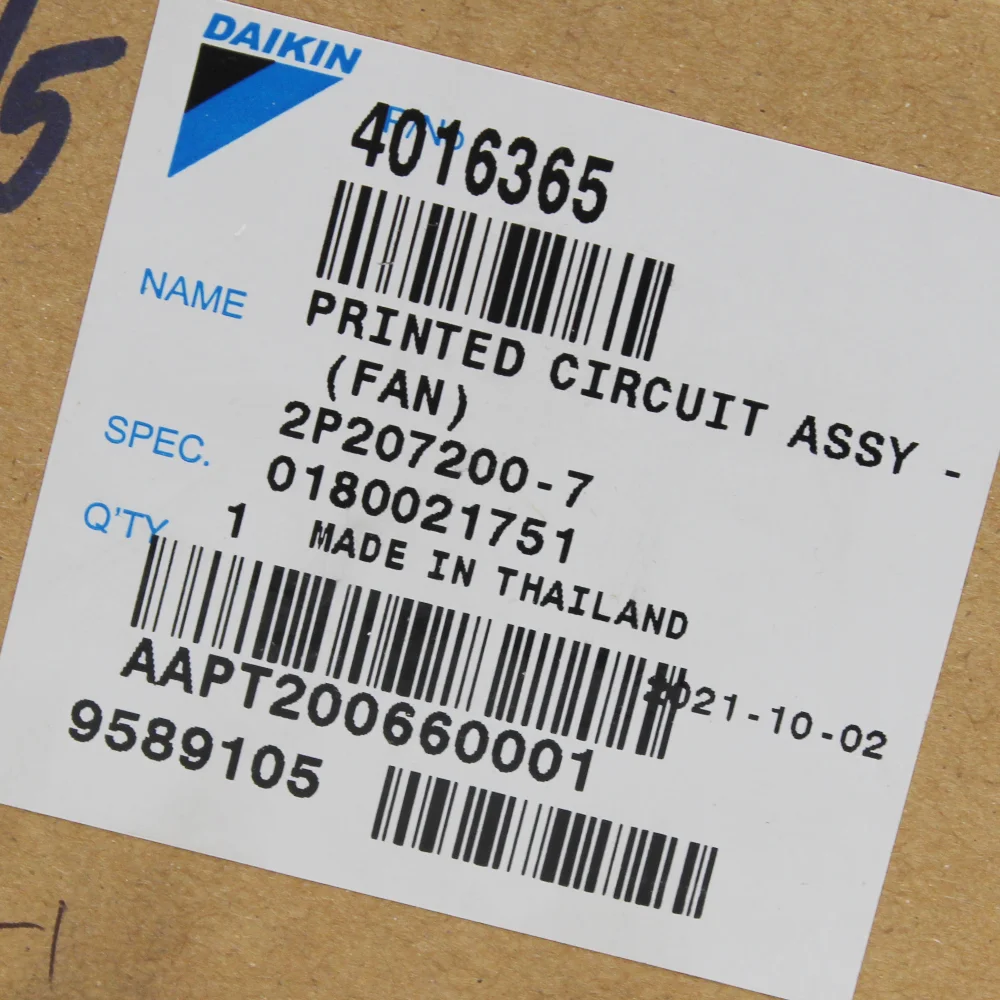 DAIKIN
P/No
4016365
NAME
PRINTED CIRCUIT ASSY -
(FAN)
SPEC.
2P207200-7
0180021751
Q'TY 1
MADE IN THAILAND
2021-10-02
AAPT200660001
9589105